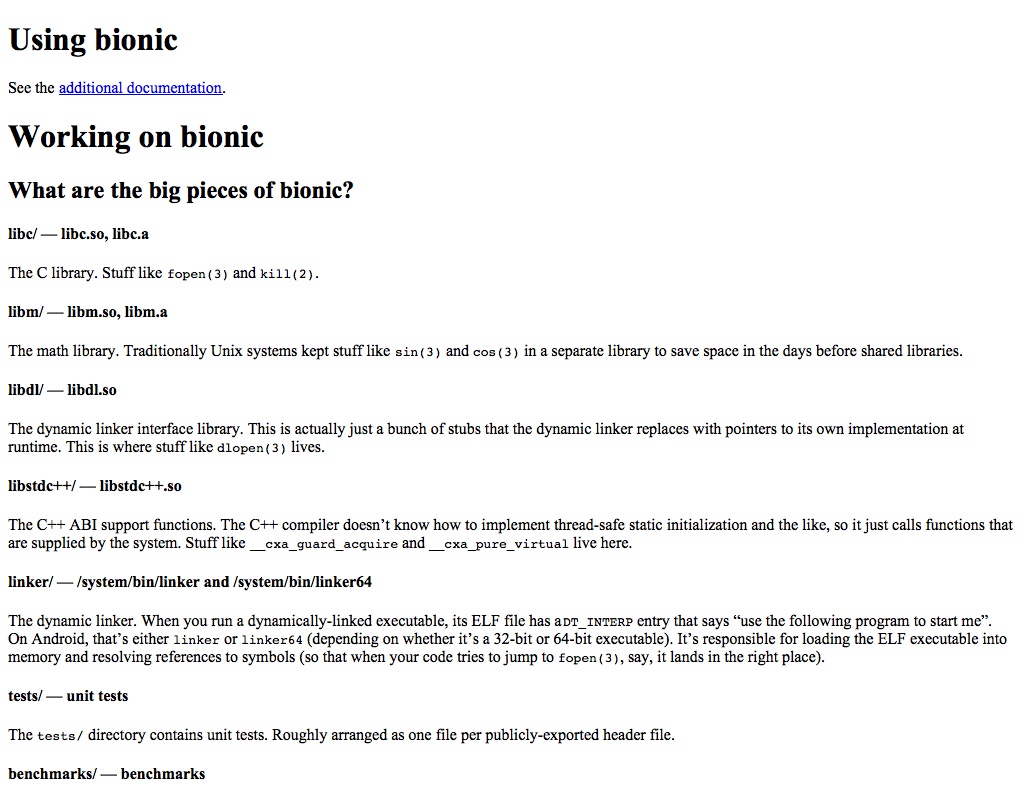 Using bionic
See the additional documentation.
Working on bionic
What are the big pieces of bionic?
libc/ — libc.so, libc.a
The C library. Stuff like fopen(3) and kill(2).
libm/ — libm.so, libm.a
The math library. Traditionally Unix systems kept stuff like sin(3) and cos(3) in a separate library to save space in the days before shared libraries.
libdl/ — libdl.so
The dynamic linker interface library. This is actually just a bunch of stubs that the dynamic linker replaces with pointers to its own implementation at
runtime. This is where stuff like dlopen(3) lives.
libstdc++/ — libstdc++.so
The C++ ABI support functions. The C++ compiler doesn’t know how to implement thread-safe static initialization and the like, so it just calls functions that
are supplied by the system. Stuff like __cxa_guard_acquire and __cxa_pure_virtual live here.
linker/ — /system/bin/linker and /system/bin/linker64
The dynamic linker. When you run a dynamically-linked executable, its ELF file has a DT_INTERP entry that says “use the following program to start me”.
On Android, that’s either linker or linker64 (depending on whether it’s a 32-bit or 64-bit executable). It’s responsible for loading the ELF executable into
memory and resolving references to symbols (so that when your code tries to jump to fopen(3), say, it lands in the right place).
tests/ — unit tests
The tests/ directory contains unit tests. Roughly arranged as one file per publicly-exported header file.
benchmarks/ — benchmarks